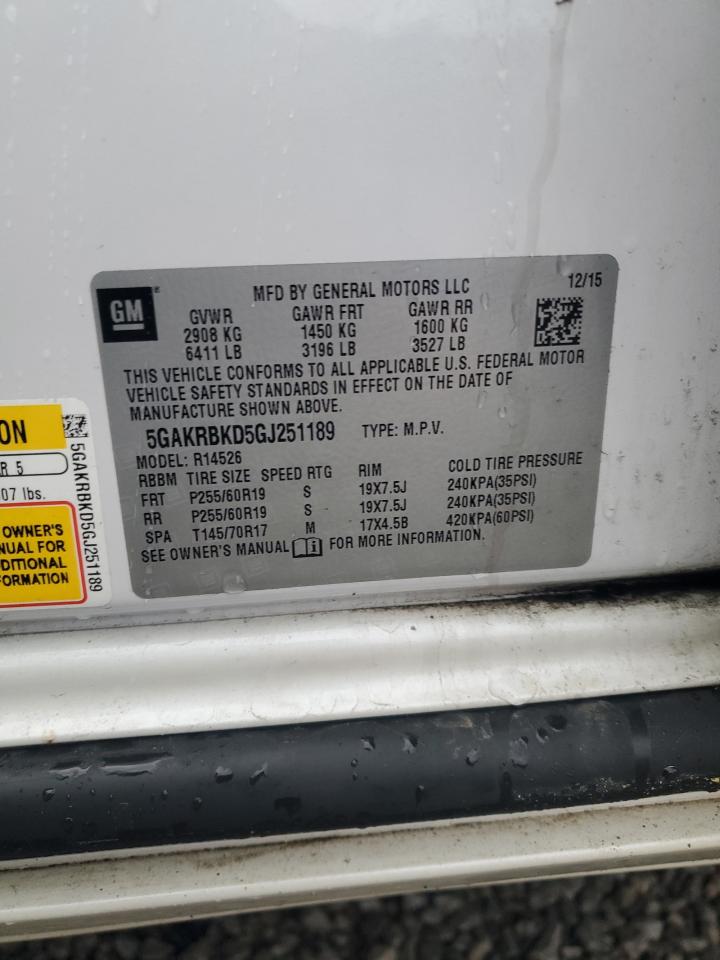 GM
MFD BY GENERAL MOTORS LLC 12/15
GVWR GAWR FRT GAWR RR
2908 KG 1450 KG 1600 KG
6411 LB 3196 LB 3527 LB
THIS VEHICLE CONFORMS TO ALL APPLICABLE U.S. FEDERAL MOTOR
VEHICLE SAFETY STANDARDS IN EFFECT ON THE DATE OF
MANUFACTURE SHOWN ABOVE.
5GAKRBKD5GJ251189 TYPE: M.P.V.
MODEL: R14526
RBBM TIRE SIZE SPEED RTG RIM COLD TIRE PRESSURE
FRT P255/60R19 S 19X7.5J 240KPA(35PSI)
RR P255/60R19 S 19X7.5J 240KPA(35PSI)
SPA T145/70R17 M 17X4.5B 420KPA(60PSI)
SEE OWNER'S MANUAL FOR MORE INFORMATION.
ON
R 5
07 lbs.
OWNER'S
NUAL FOR
DITIONAL
FORMATION
5GAKRBKD5GJ251189